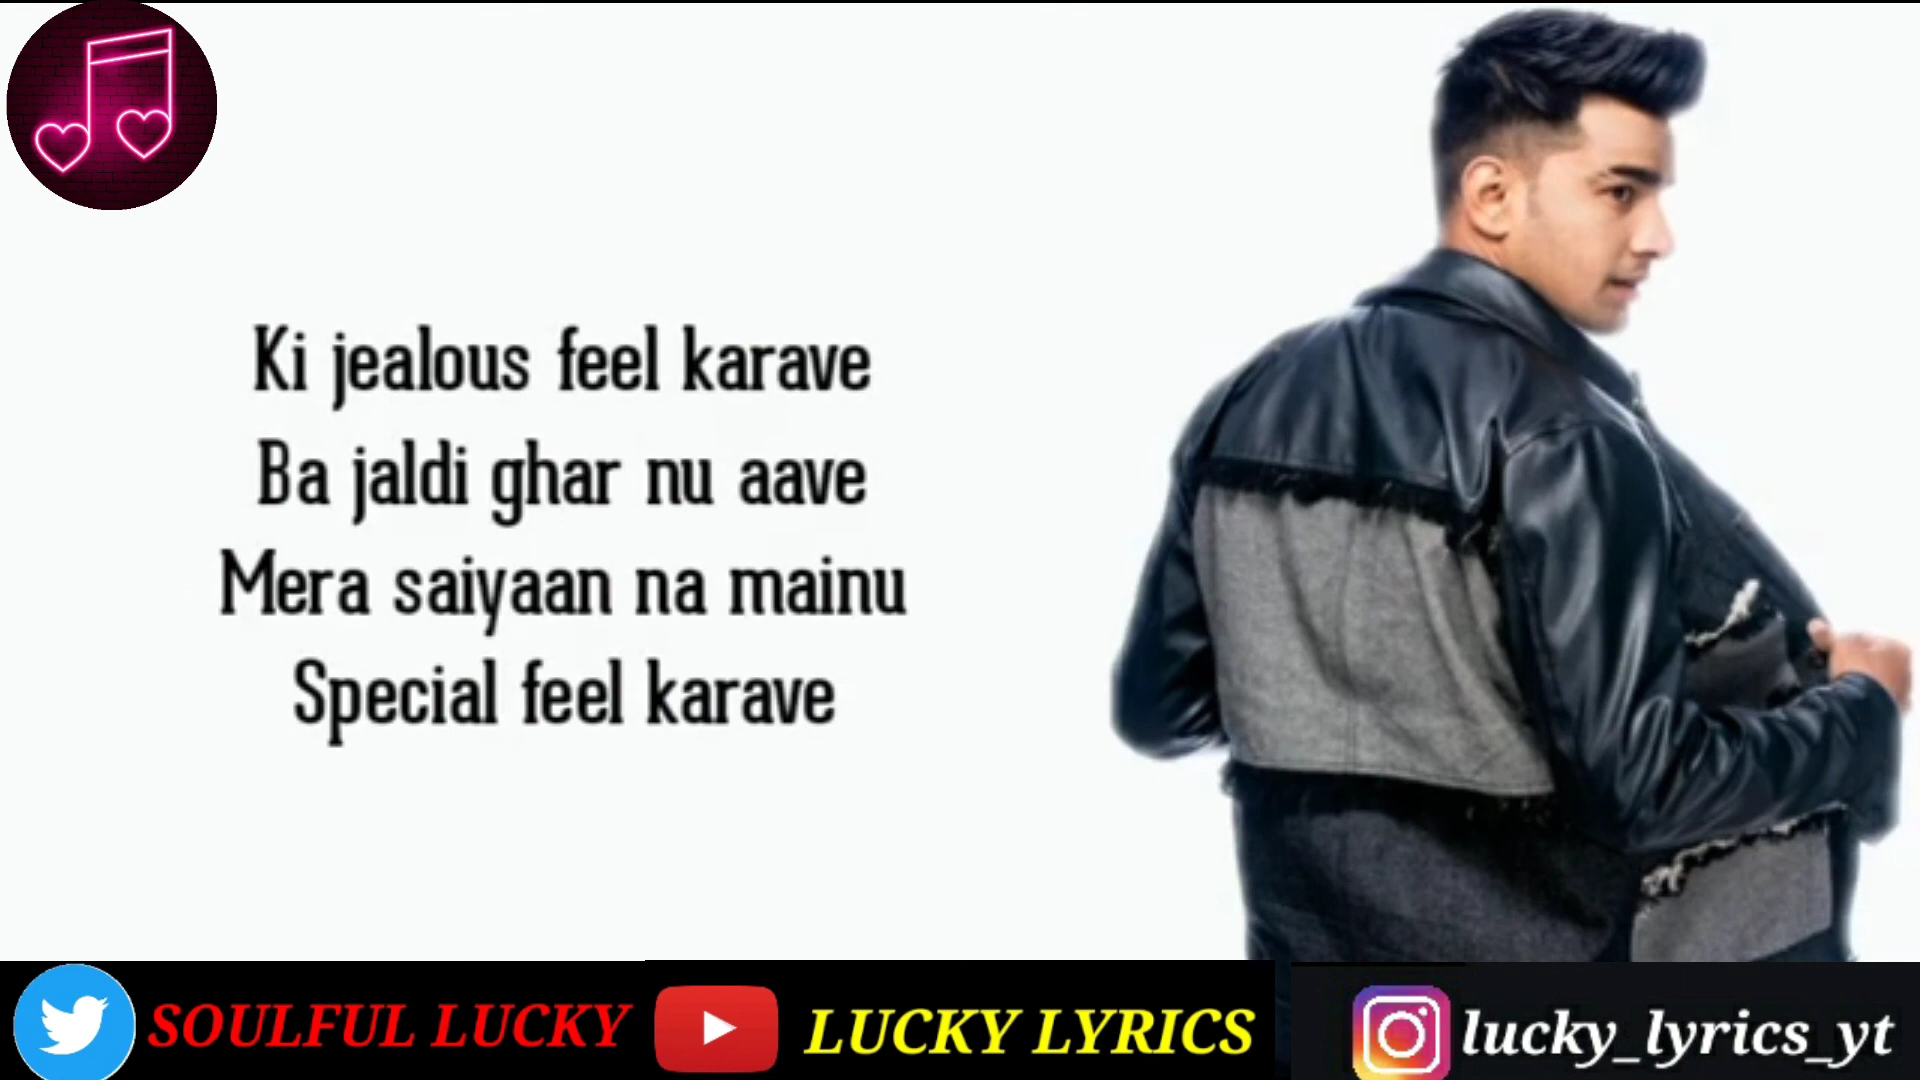 Ki jealous feel karave
Ba jaldi ghar nu aave
Mera saiyaan na mainu
Special feel karave
SOULFUL LUCKY
LUCKY LYRICS
lucky_lyrics_yt